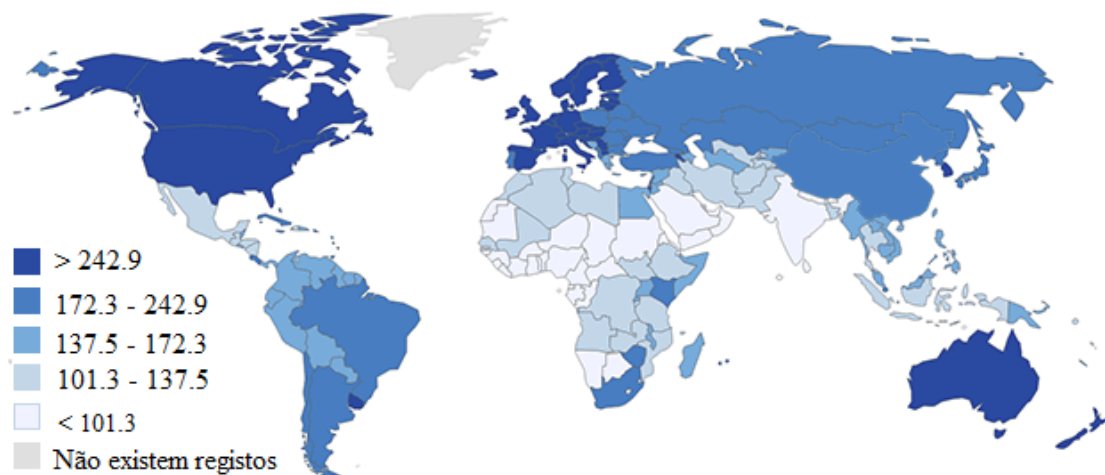 > 242.9
172.3 - 242.9
137.5 - 172.3
101.3 - 137.5
< 101.3
Não existem registos